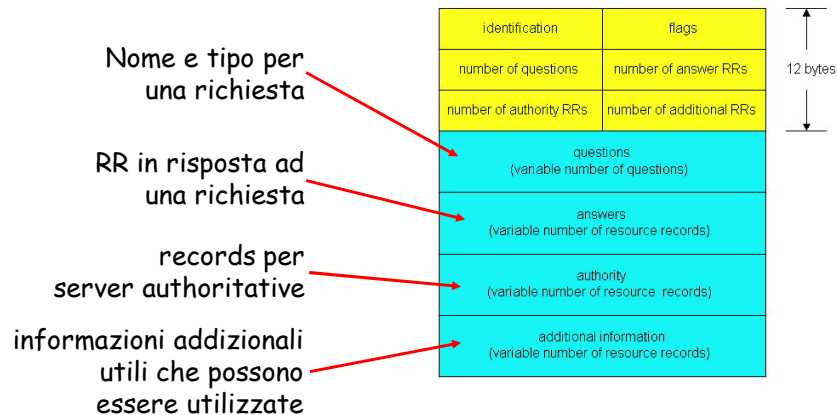 Nome e tipo per
una richiesta
RR in risposta ad
una richiesta
records per
server authoritative
informazioni addizionali
utili che possono
essere utilizzate
identification flags
number of questions number of answer RRs
number of authority RRs number of additional RRs
12 bytes
questions
(variable number of questions)
answers
(variable number of resource records)
authority
(variable number of resource records)
additional information
(variable number of resource records)